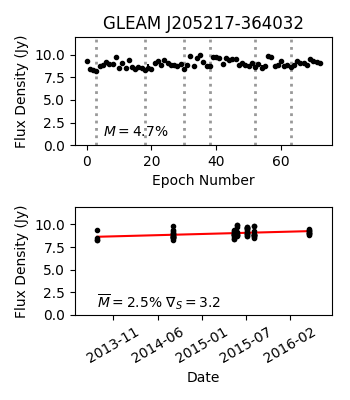 GLEAM J205217-364032
Flux Density (Jy)
10.0
7.5
5.0
2.5
0.0
M = 4.7%
0 20 40 60
Epoch Number
Flux Density (Jy)
10.0
7.5
5.0
2.5
0.0
M̅ = 2.5% ∇S = 3.2
2013-11 2014-06 2015-01 2015-07 2016-02
Date